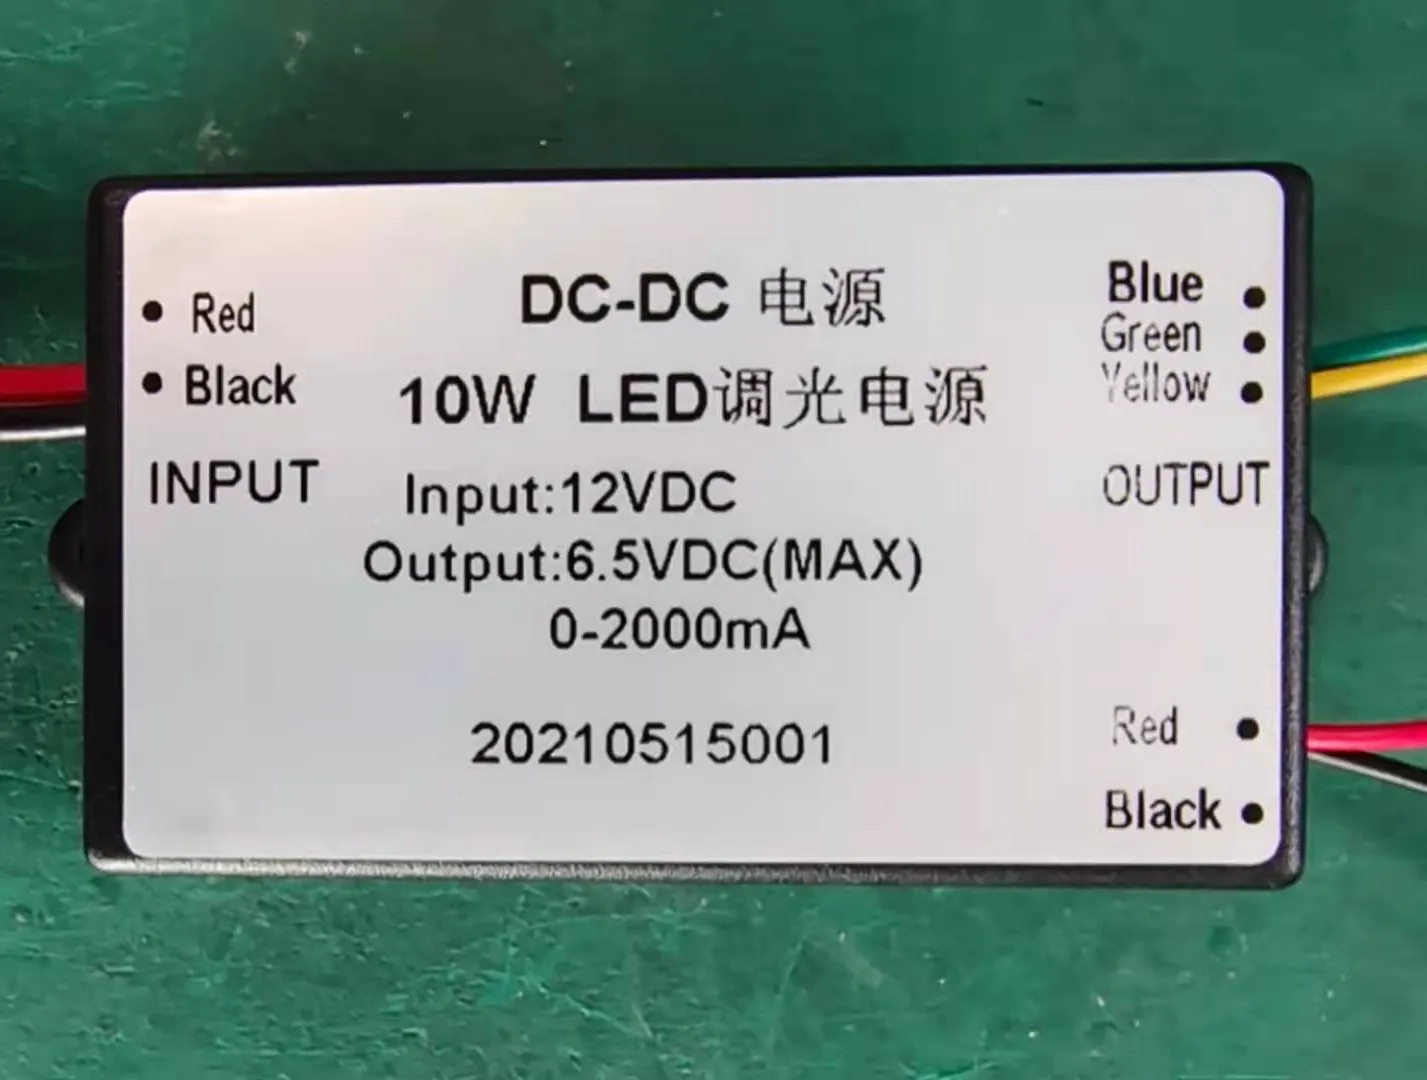 DC-DC 电源
10W LED调光电源
Input:12VDC
Output:6.5VDC(MAX)
0-2000mA
20210515001
Red
Black
INPUT
Blue
Green
Yellow
OUTPUT
Red
Black